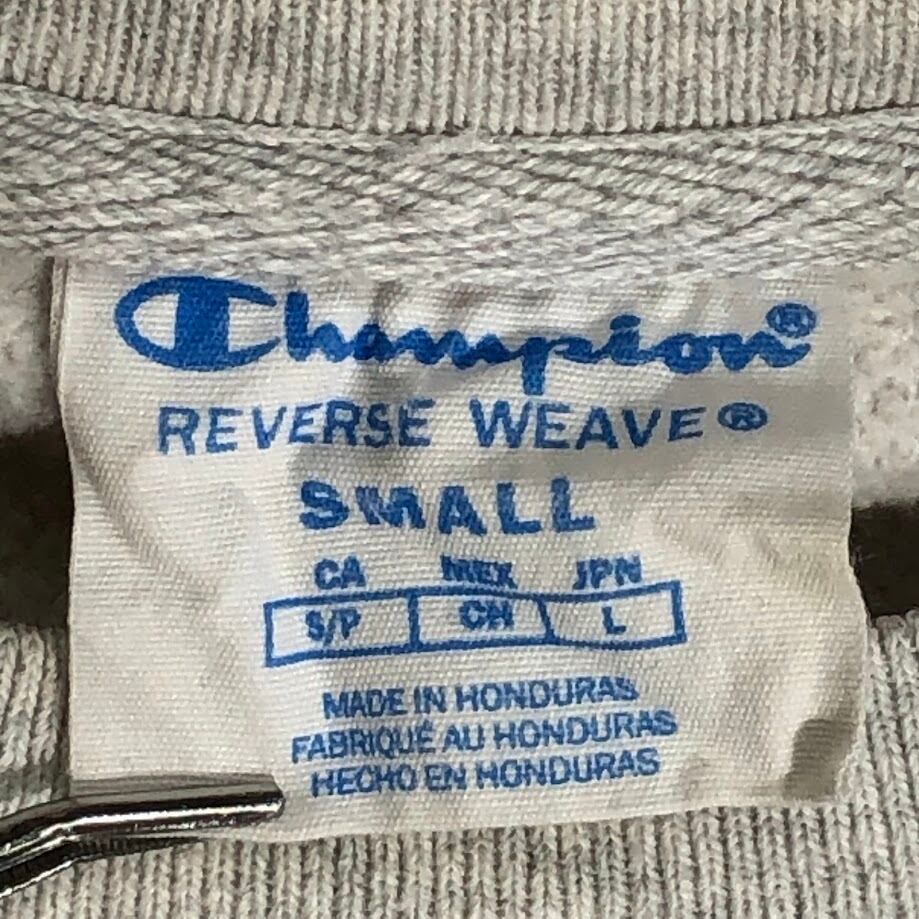 Champion®
REVERSE WEAVE®
SMALL
CA MEX JPN
S/P CH L
MADE IN HONDURAS
FABRIQUÉ AU HONDURAS
HECHO EN HONDURAS